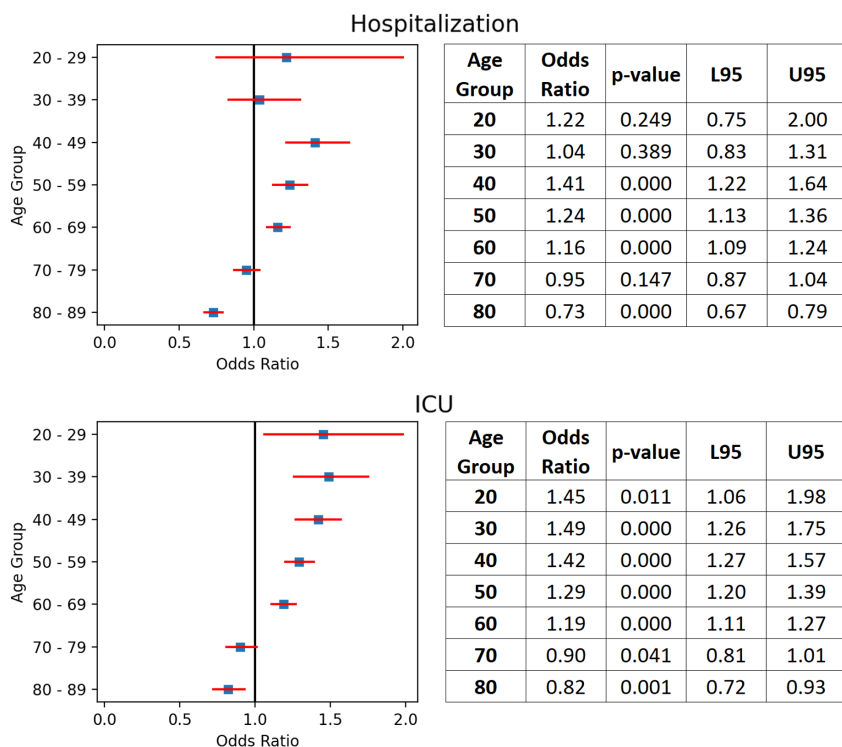 Hospitalization
20 - 29
30 - 39
40 - 49
50 - 59
60 - 69
70 - 79
80 - 89
Age Group
0.0 0.5 1.0 1.5 2.0
Odds Ratio
Age Group Odds Ratio p-value L95 U95
20 1.22 0.249 0.75 2.00
30 1.04 0.389 0.83 1.31
40 1.41 0.000 1.22 1.64
50 1.24 0.000 1.13 1.36
60 1.16 0.000 1.09 1.24
70 0.95 0.147 0.87 1.04
80 0.73 0.000 0.67 0.79
ICU
20 - 29
30 - 39
40 - 49
50 - 59
60 - 69
70 - 79
80 - 89
Age Group
0.0 0.5 1.0 1.5 2.0
Odds Ratio
Age Group Odds Ratio p-value L95 U95
20 1.45 0.011 1.06 1.98
30 1.49 0.000 1.26 1.75
40 1.42 0.000 1.27 1.57
50 1.29 0.000 1.20 1.39
60 1.19 0.000 1.11 1.27
70 0.90 0.041 0.81 1.01
80 0.82 0.001 0.72 0.93